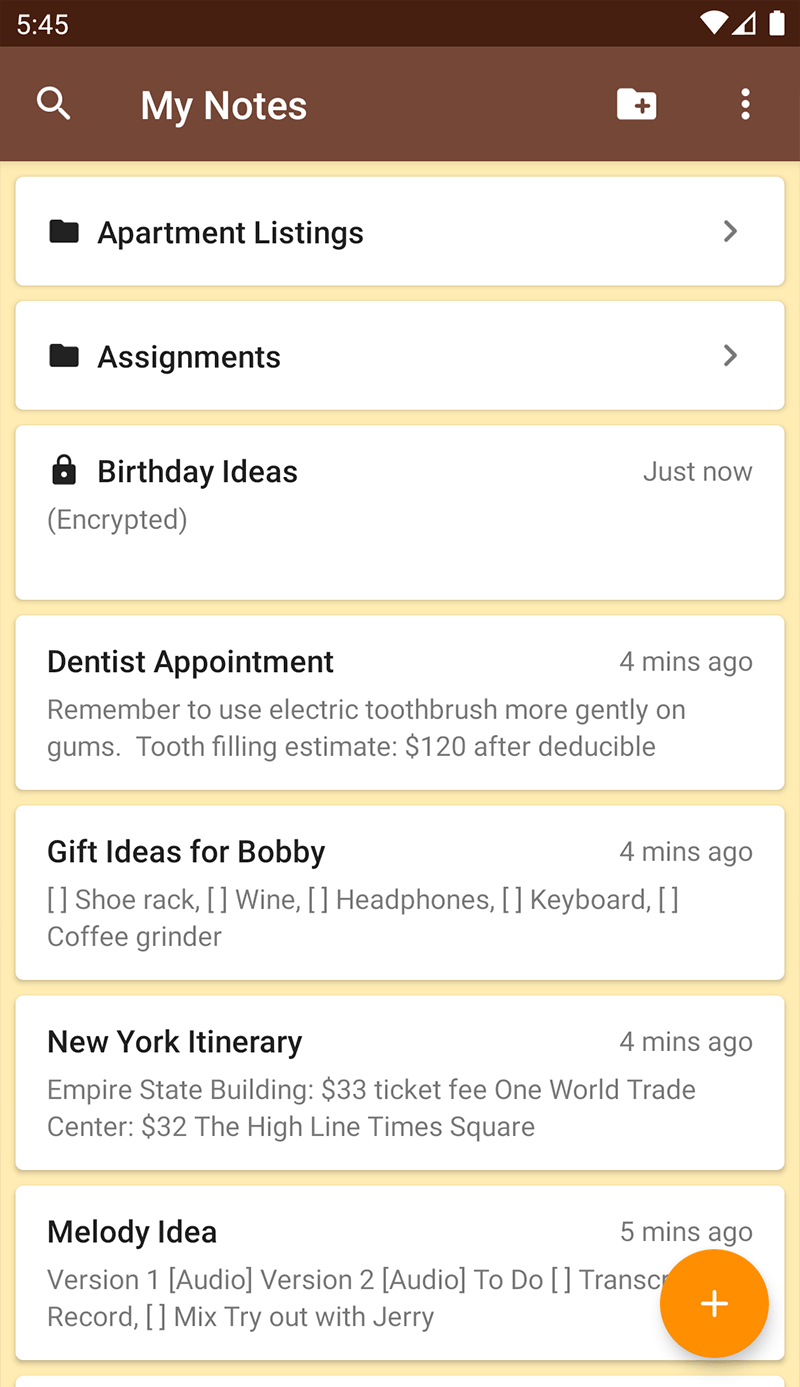 5:45
My Notes
Apartment Listings
Assignments
Birthday Ideas
Just now
(Encrypted)
Dentist Appointment
4 mins ago
Remember to use electric toothbrush more gently on
gums.  Tooth filling estimate: $120 after deducible
Gift Ideas for Bobby
4 mins ago
[ ] Shoe rack, [ ] Wine, [ ] Headphones, [ ] Keyboard, [ ]
Coffee grinder
New York Itinerary
4 mins ago
Empire State Building: $33 ticket fee One World Trade
Center: $32 The High Line Times Square
Melody Idea
5 mins ago
Version 1 [Audio] Version 2 [Audio] To Do [ ]
Record, [ ] Mix Try out with Jerry